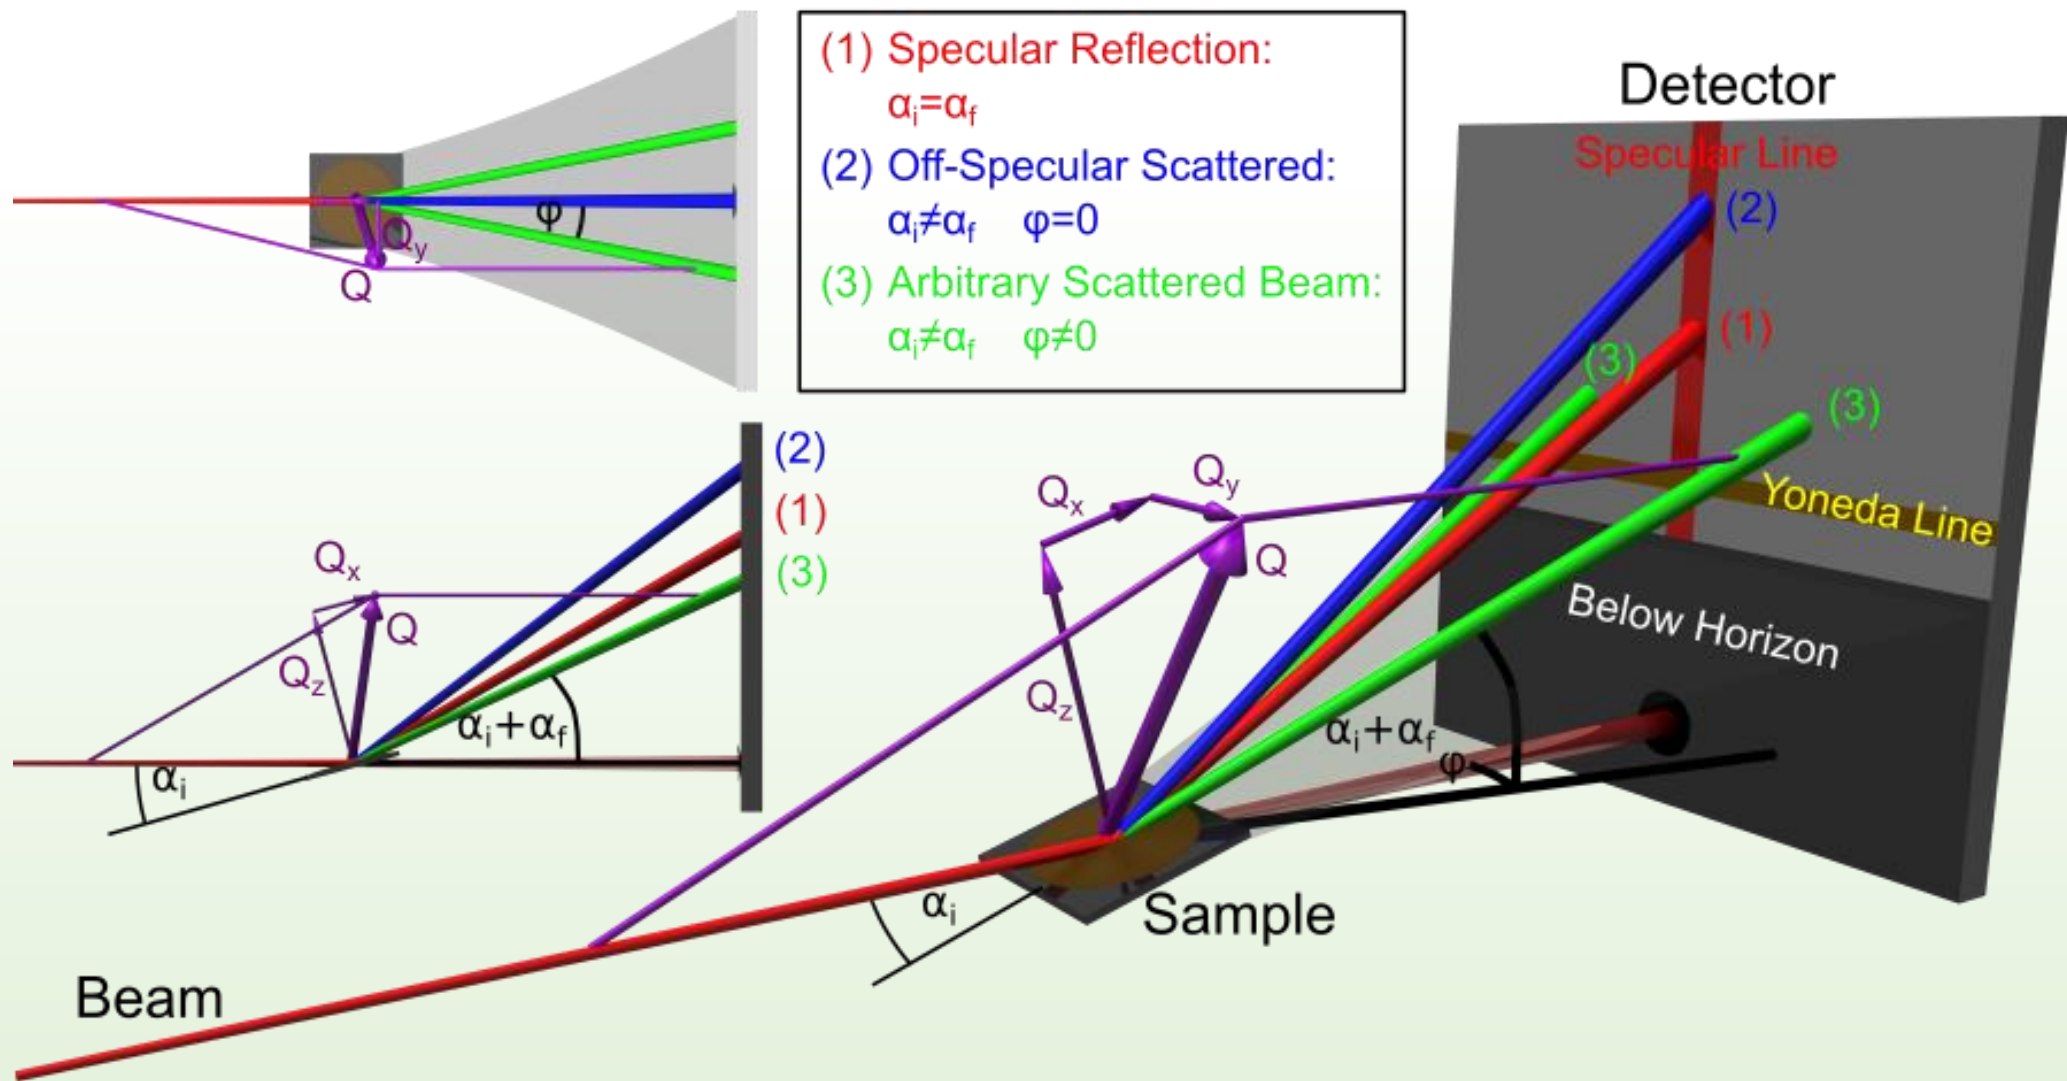 (1) Specular Reflection:
αi=αf
(2) Off-Specular Scattered:
αi≠αf φ=0
(3) Arbitrary Scattered Beam:
αi≠αf φ≠0
φ
Qy
Q
Detector
Specular Line
(2)
(1)
(3)
(3)
Yoneda Line
Below Horizon
(2)
(1)
(3)
Qx
Q
Qz
αi+αf
αi
Qx
Qy
Q
Qz
αi+αf
φ
αi
Sample
Beam